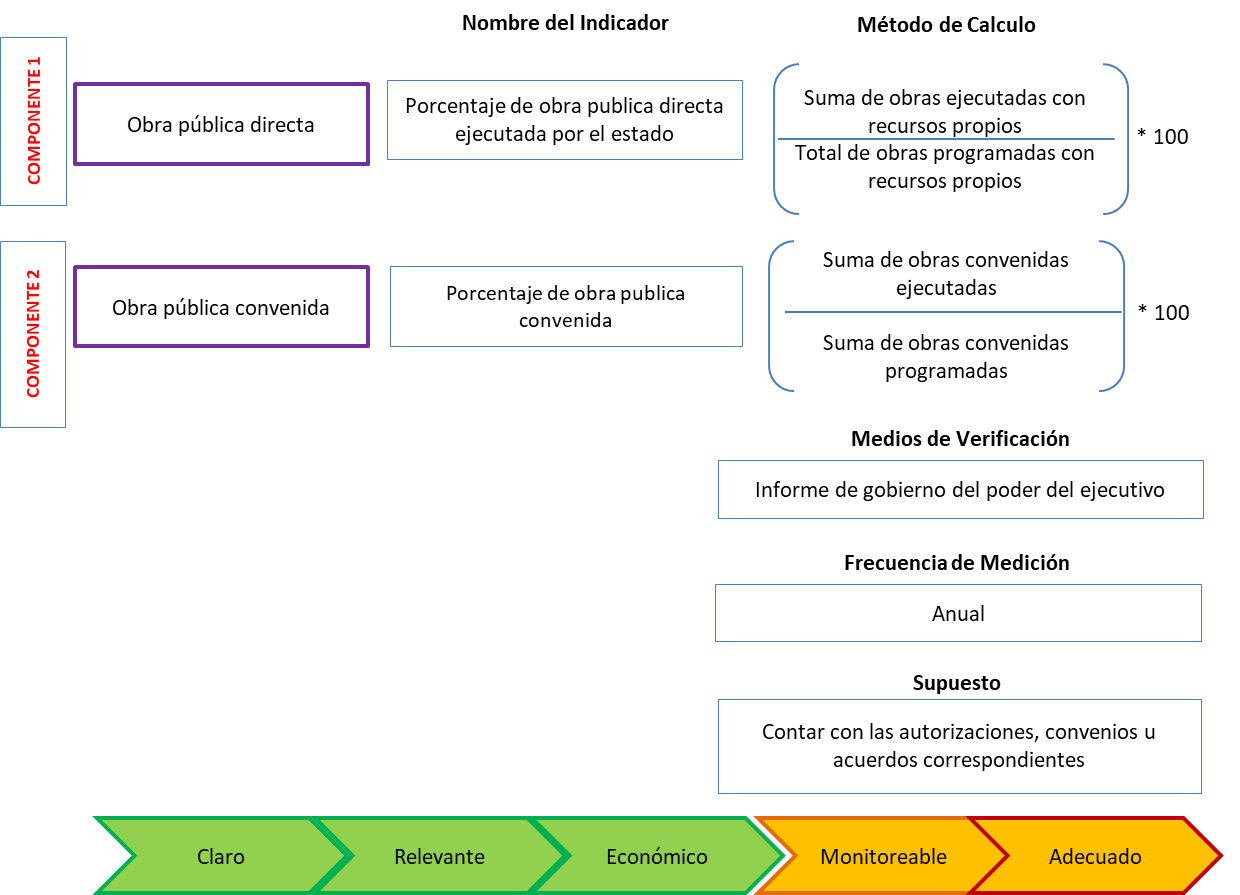 Nombre del Indicador
Método de Calculo
COMPONENTE 1
Obra pública directa
Porcentaje de obra publica directa
ejecutada por el estado
Suma de obras ejecutadas con
recursos propios
Total de obras programadas con
recursos propios
* 100
COMPONENTE 2
Obra pública convenida
Porcentaje de obra publica
convenida
Suma de obras convenidas
ejecutadas
Suma de obras convenidas
programadas
* 100
Medios de Verificación
Informe de gobierno del poder del ejecutivo
Frecuencia de Medición
Anual
Supuesto
Contar con las autorizaciones, convenios u
acuerdos correspondientes
Claro
Relevante
Económico
Monitoreable
Adecuado